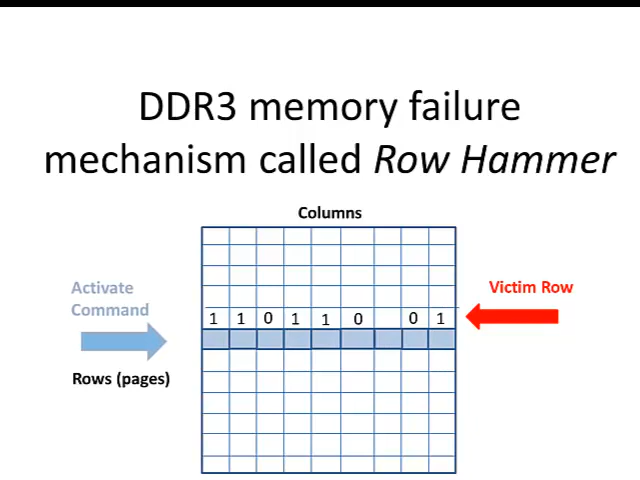 DDR3 memory failure
mechanism called Row Hammer
Columns
Activate
Command
Victim Row
1 1 0 1 1 0 0 1
Rows (pages)